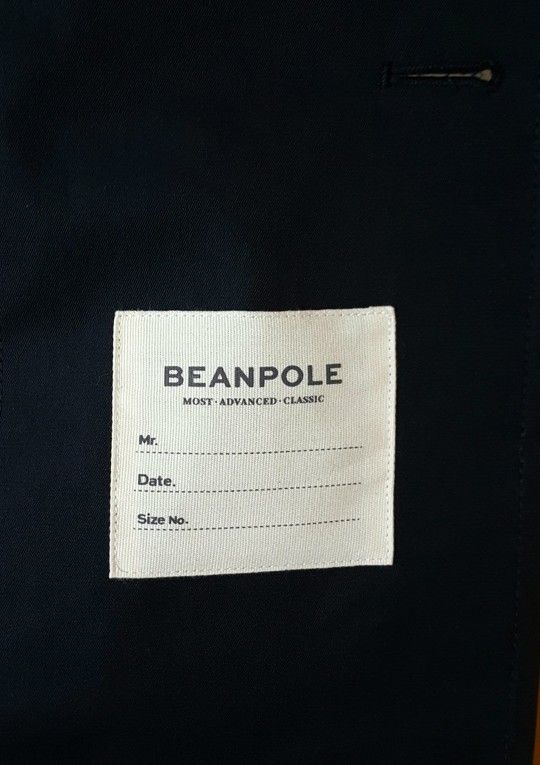 BEANPOLE
MOST·ADVANCED·CLASSIC
Mr.
Date.
Size No.